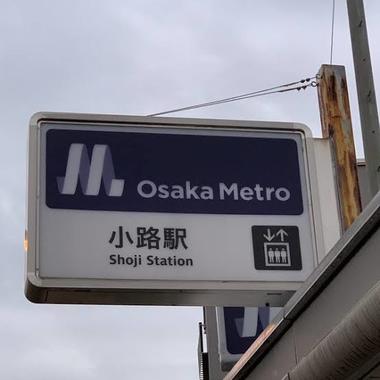 Osaka Metro
小路駅
Shoji Station